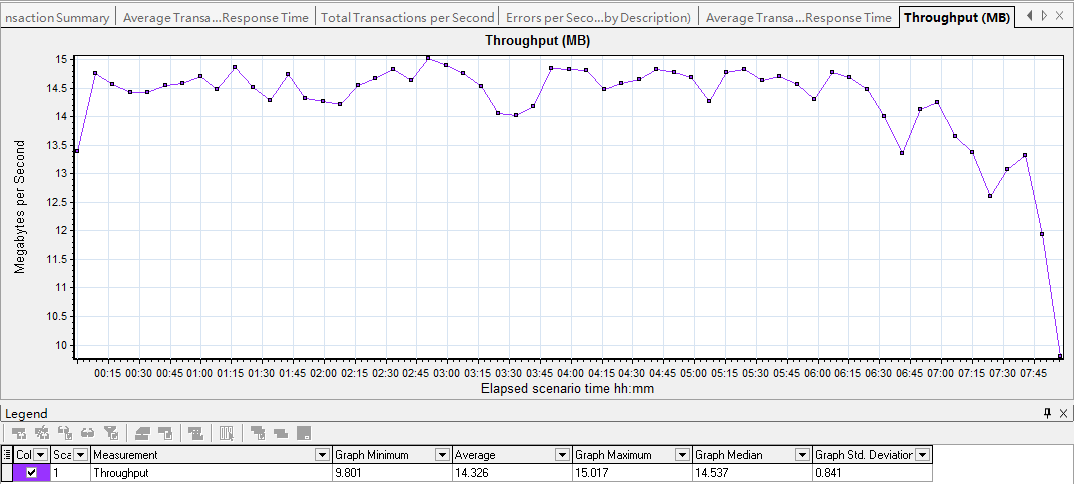 nsaction Summary Average Transa...Response Time Total Transactions per Second Errors per Seco...by Description) Average Transa...Response Time Throughput (MB)
Throughput (MB)
Megabytes per Second
15
14.5
14
13.5
13
12.5
12
11.5
11
10.5
10
00:15 00:30 00:45 01:00 01:15 01:30 01:45 02:00 02:15 02:30 02:45 03:00 03:15 03:30 03:45 04:00 04:15 04:30 04:45 05:00 05:15 05:30 05:45 06:00 06:15 06:30 06:45 07:00 07:15 07:30 07:45
Elapsed scenario time hh:mm
Legend
Col Sca Measurement Graph Minimum Average Graph Maximum Graph Median Graph Std. Deviation
1 Throughput 9.801 14.326 15.017 14.537 0.841